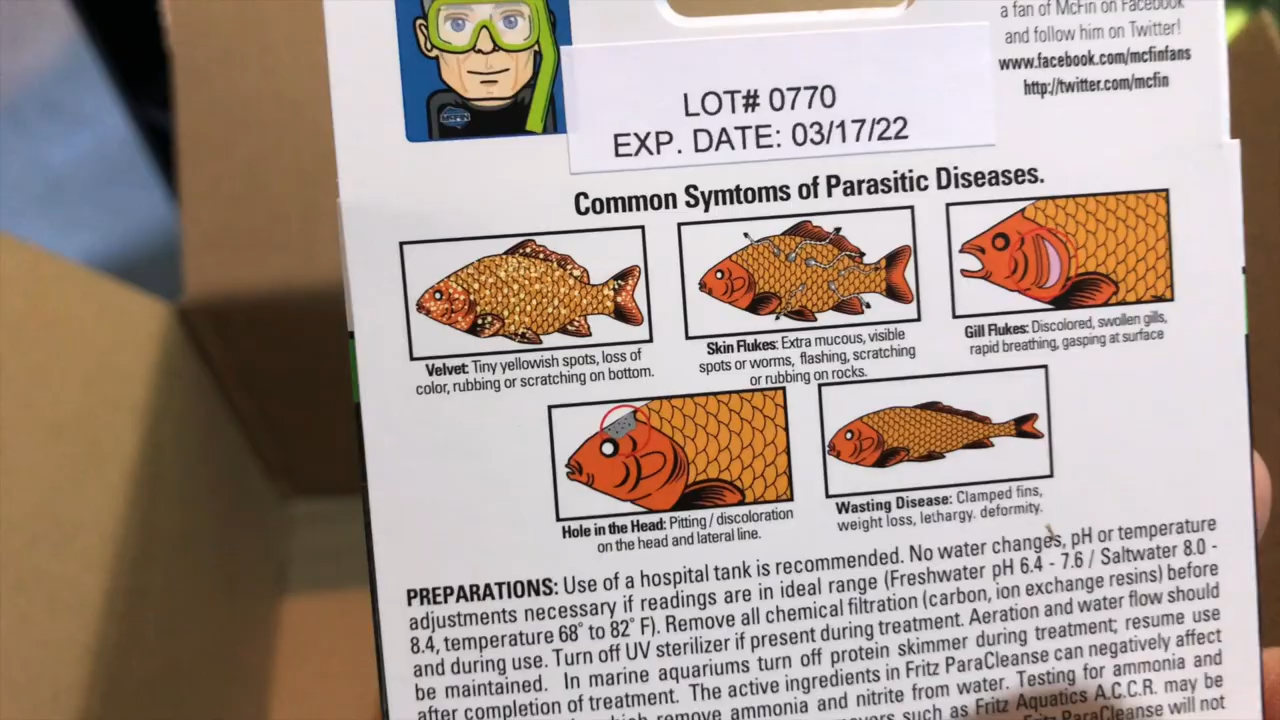 a fan of McFin on Facebook
and follow him on Twitter!
www.facebook.com/mcfinfans
http://twitter.com/mcfin
MCFIN
LOT# 0770
EXP. DATE: 03/17/22
Common Symtoms of Parasitic Diseases.
Velvet: Tiny yellowish spots, loss of
color, rubbing or scratching on bottom.
Skin Flukes: Extra mucous, visible
spots or worms, flashing, scratching
or rubbing on rocks.
Gill Flukes: Discolored, swollen gills,
rapid breathing, gasping at surface
Hole in the Head: Pitting / discoloration
on the head and lateral line.
Wasting Disease: Clamped fins,
weight loss, lethargy. deformity.
PREPARATIONS: Use of a hospital tank is recommended. No water changes, pH or temperature
adjustments necessary if readings are in ideal range (Freshwater pH 6.4 - 7.6 / Saltwater 8.0 -
8.4, temperature 68° to 82° F). Remove all chemical filtration (carbon, ion exchange resins) before
and during use. Turn off UV sterilizer if present during treatment. Aeration and water flow should
be maintained. In marine aquariums turn off protein skimmer during treatment; resume use
after completion of treatment. The active ingredients in Fritz ParaCleanse can negatively affect
which remove ammonia and nitrite from water. Testing for ammonia and
such as Fritz Aquatics A.C.C.R. may be
Fritz ParaCleanse will not